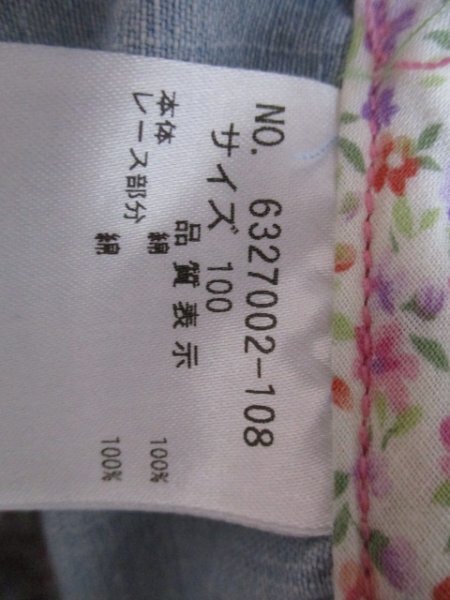 NO. 6327002-108
サイズ 100
品質表示
本体 綿 100%
レース部分 綿 100%